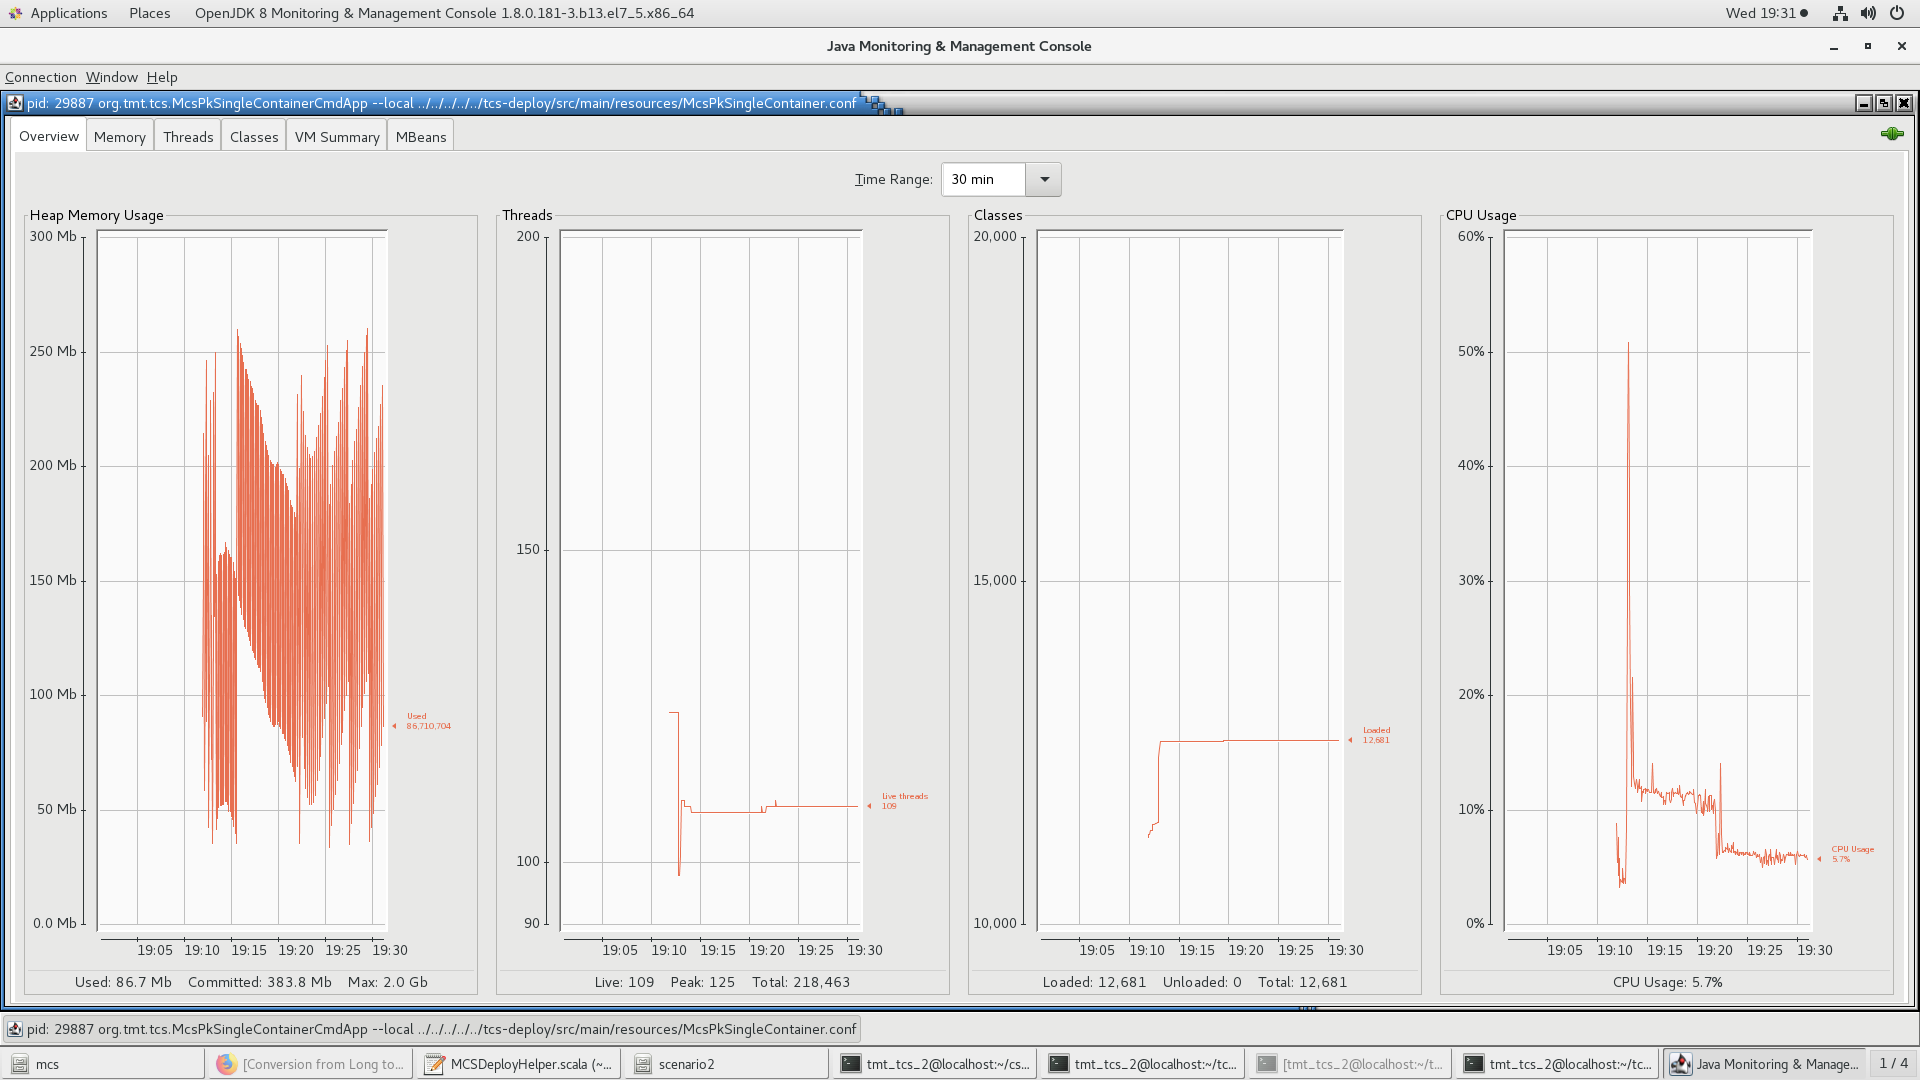 Applications Places OpenJDK 8 Monitoring & Management Console 1.8.0.181-3.b13.el7_5.x86_64 Wed 19:31
Java Monitoring & Management Console
Connection Window Help
pid: 29887 org.tmt.tcs.McsPkSingleContainerCmdApp --local ../../../../../tcs-deploy/src/main/resources/McsPkSingleContainer.conf
Overview Memory Threads Classes VM Summary MBeans
Time Range: 30 min
Heap Memory Usage
300 Mb
250 Mb
200 Mb
150 Mb
100 Mb
50 Mb
0.0 Mb
Used
86,710,704
19:05 19:10 19:15 19:20 19:25 19:30
Used: 86.7 Mb Committed: 383.8 Mb Max: 2.0 Gb
Threads
200
150
100
90
Live threads
109
19:05 19:10 19:15 19:20 19:25 19:30
Live: 109 Peak: 125 Total: 218,463
Classes
20,000
15,000
10,000
Loaded
12,681
19:05 19:10 19:15 19:20 19:25 19:30
Loaded: 12,681 Unloaded: 0 Total: 12,681
CPU Usage
60%
50%
40%
30%
20%
10%
0%
CPU Usage
5.7%
19:05 19:10 19:15 19:20 19:25 19:30
CPU Usage: 5.7%
pid: 29887 org.tmt.tcs.McsPkSingleContainerCmdApp --local ../../../../../tcs-deploy/src/main/resources/McsPkSingleContainer.conf
mcs [Conversion from Long to... MCSDeployHelper.scala (~... scenario2 tmt_tcs_2@localhost:~/cs... tmt_tcs_2@localhost:~/tc... [tmt_tcs_2@localhost:~/t... tmt_tcs_2@localhost:~/tc... Java Monitoring & Manage... 1 / 4